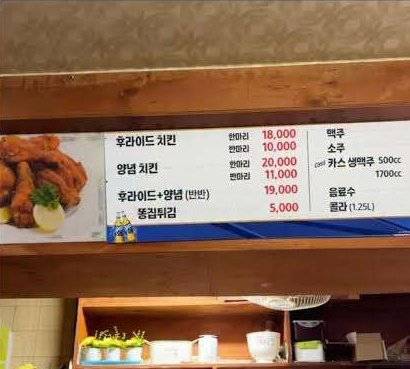 후라이드 치킨 한마리 18,000
반마리 10,000
양념 치킨 한마리 20,000
반마리 11,000
후라이드+양념 (반반) 19,000
똥집튀김 5,000
맥주
소주
cass 카스 생맥주 500cc
1700cc
음료수
콜라 (1.25L)